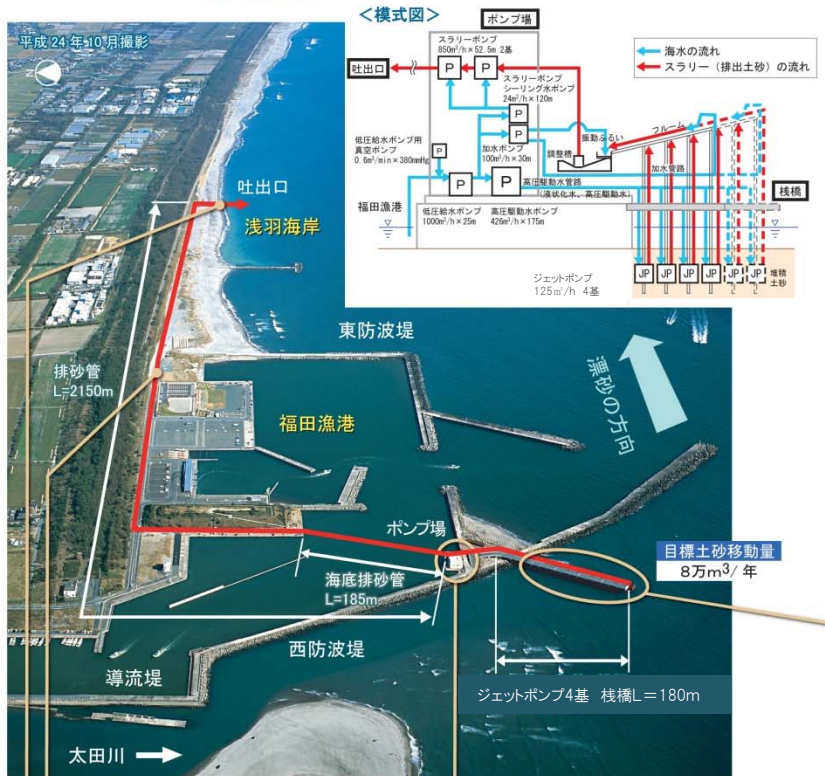 平成24年10月撮影
N
<模式図>
ポンプ場
スラリーポンプ
850m³/h×52.5m 2基
吐出口
P
P
スラリーポンプ
シーリング水ポンプ
24m³/h×120m
P
P
海水の流れ
スラリー(排出土砂)の流れ
低圧給水ポンプ用
真空ポンプ
0.6m³/min×380mmHg
P
加水ポンプ
100m³/h×30m
振動ふるい
フルーム
調整槽
加水管路
高圧駆動水管路
(液状化水、高圧駆動水)
桟橋
福田漁港
P
P
低圧給水ポンプ
1000m³/h×25m
高圧駆動水ポンプ
426m³/h×175m
ジェットポンプ
125㎥/h 4基
JP
JP
JP
JP
JP
JP
堆積
土砂
吐出口
浅羽海岸
東防波堤
漂砂の方向
排砂管
L=2150m
福田漁港
ポンプ場
目標土砂移動量
8万m³/年
海底排砂管
L=185m
西防波堤
導流堤
ジェットポンプ4基 桟橋L=180m
太田川